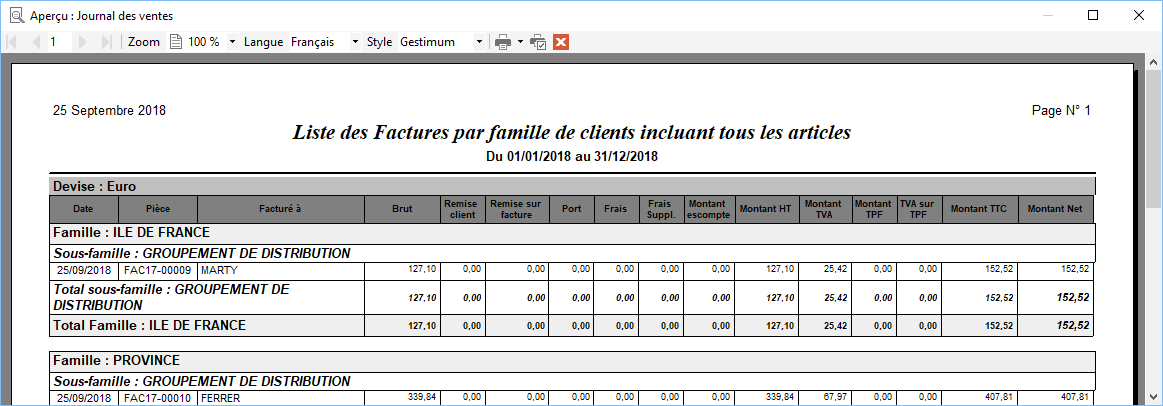 Aperçu : Journal des ventes
1 Zoom 100 % Langue Français Style Gestimum
25 Septembre 2018 Page N° 1
Liste des Factures par famille de clients incluant tous les articles
Du 01/01/2018 au 31/12/2018
Devise : Euro
Date Pièce Facturé à Brut Remise client Remise sur facture Port Frais Frais Suppl. Montant escompte Montant HT Montant TVA Montant TPF TVA sur TPF Montant TTC Montant Net
Famille : ILE DE FRANCE
Sous-famille : GROUPEMENT DE DISTRIBUTION
25/09/2018 FAC17-00009 MARTY 127,10 0,00 0,00 0,00 0,00 0,00 0,00 127,10 25,42 0,00 0,00 152,52 152,52
Total sous-famille : GROUPEMENT DE
DISTRIBUTION 127,10 0,00 0,00 0,00 0,00 0,00 0,00 127,10 25,42 0,00 0,00 152,52 152,52
Total Famille : ILE DE FRANCE 127,10 0,00 0,00 0,00 0,00 0,00 0,00 127,10 25,42 0,00 0,00 152,52 152,52
Famille : PROVINCE
Sous-famille : GROUPEMENT DE DISTRIBUTION
25/09/2018 FAC17-00010 FERRER 339,84 0,00 0,00 0,00 0,00 0,00 0,00 339,84 67,97 0,00 0,00 407,81 407,81